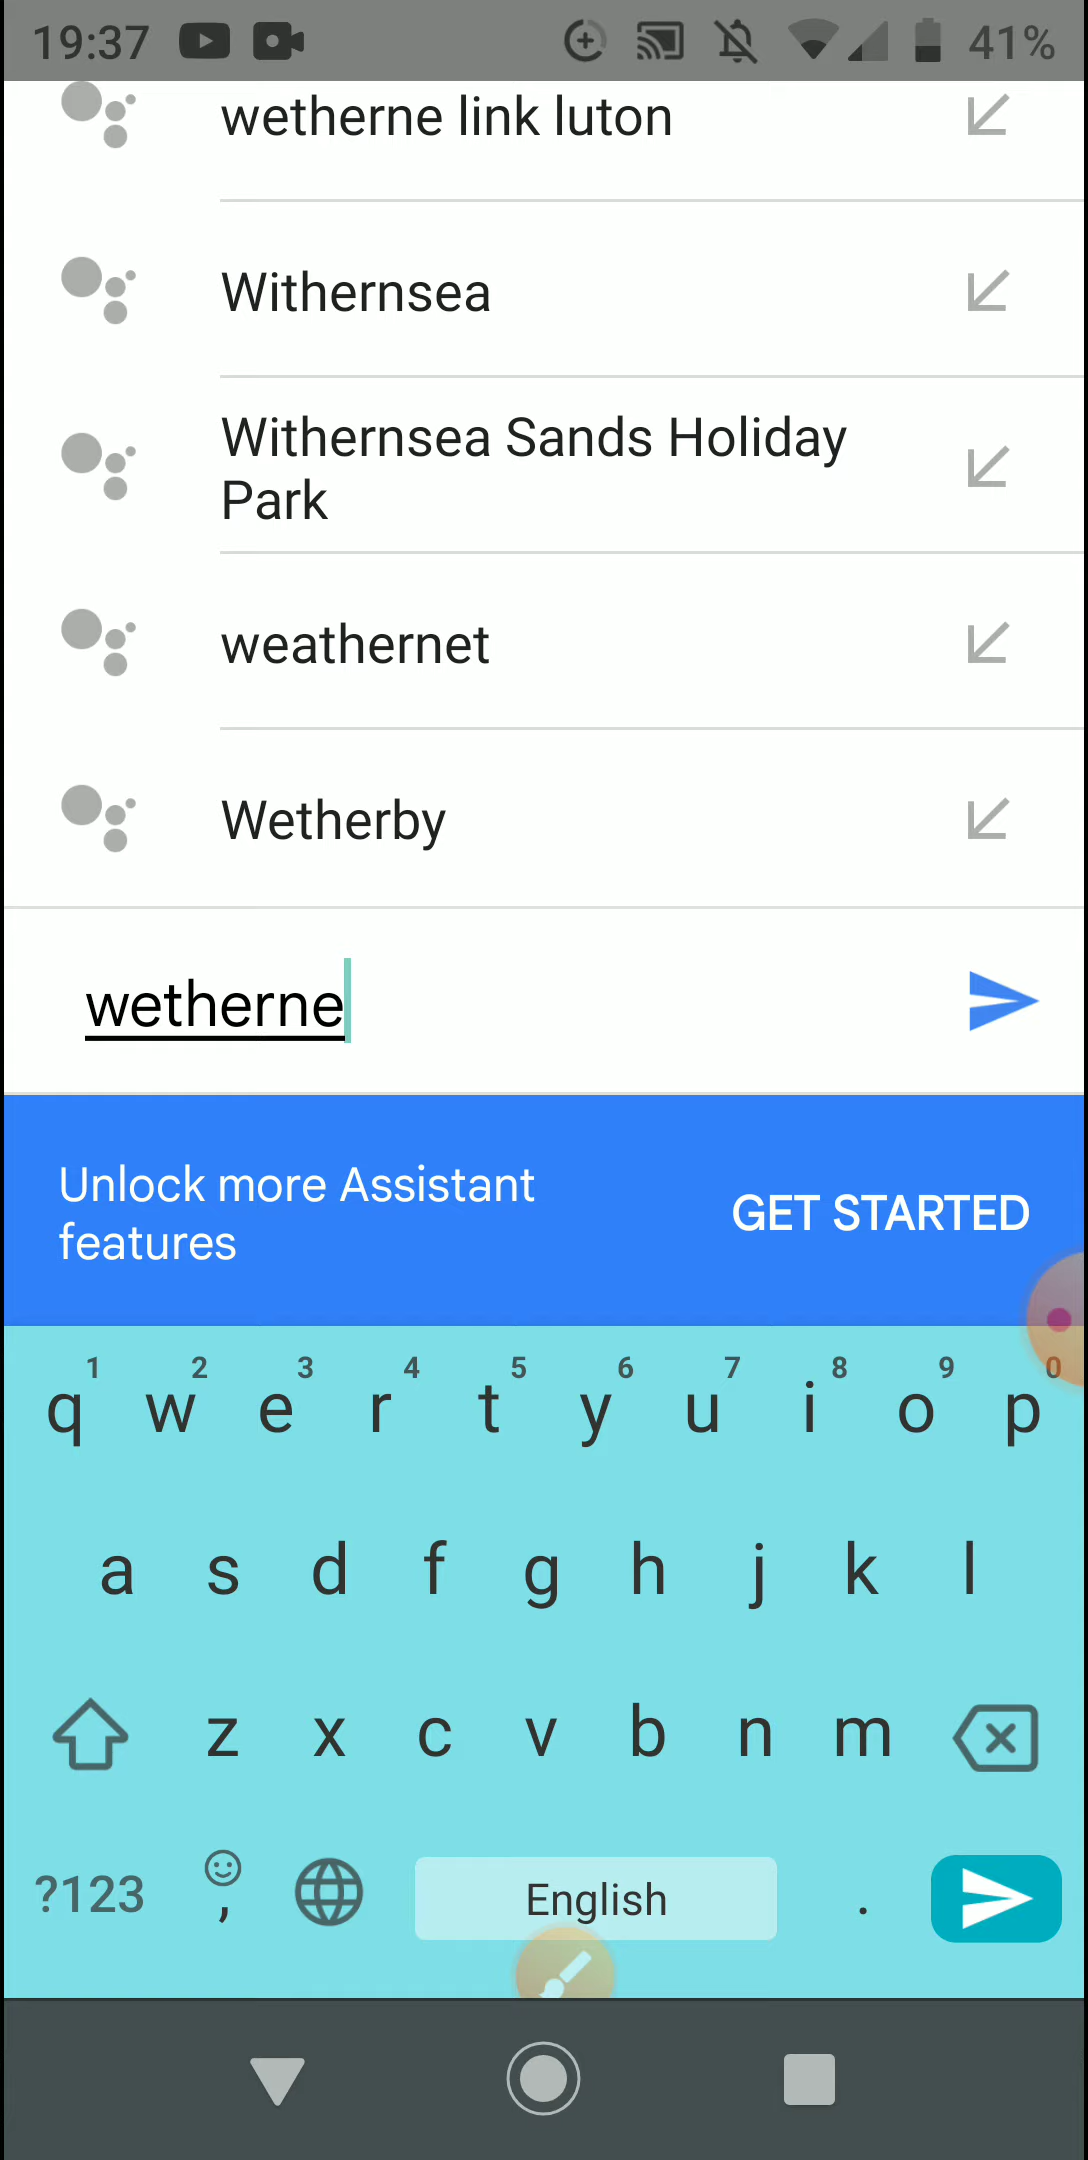 19:37 41%
wetherne link luton
Withernsea
Withernsea Sands Holiday
Park
weathernet
Wetherby
wetherne
Unlock more Assistant
features
GET STARTED
1 2 3 4 5 6 7 8 9 0
q w e r t y u i o p
a s d f g h j k l
z x c v b n m
?123 , English .